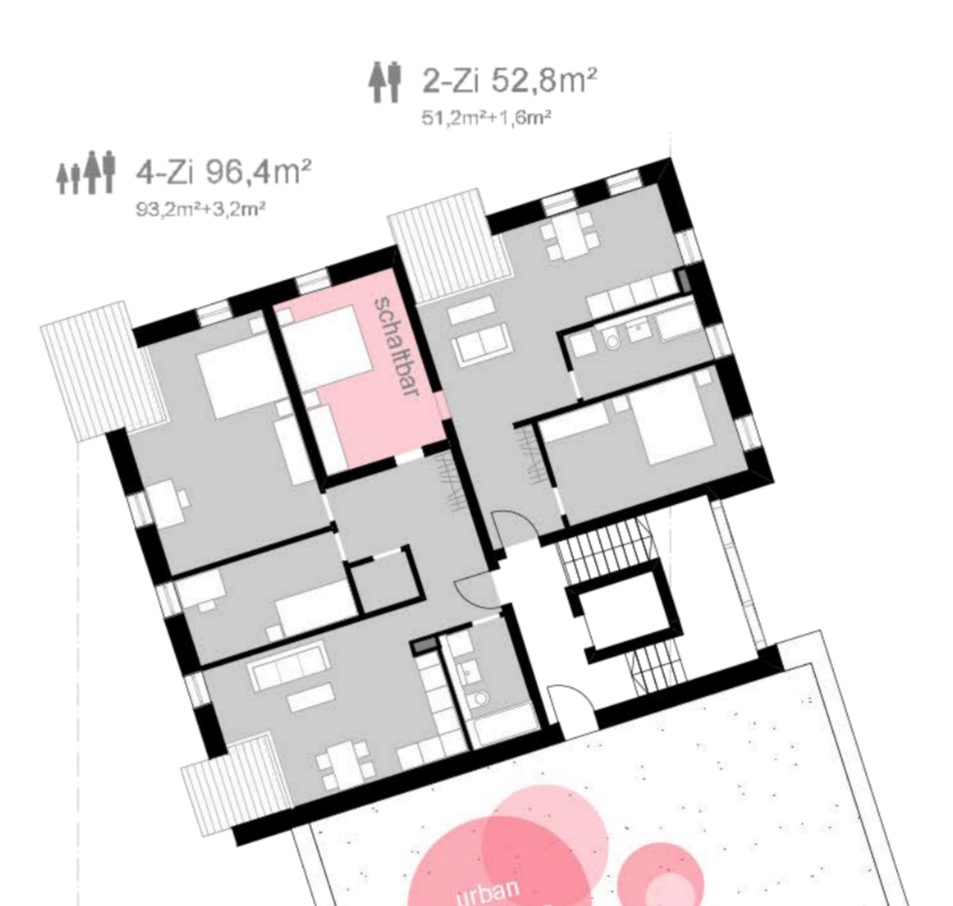 2-Zi 52,8m²
51,2m²+1,6m²
4-Zi 96,4m²
93,2m²+3,2m²
schaltbar
urban